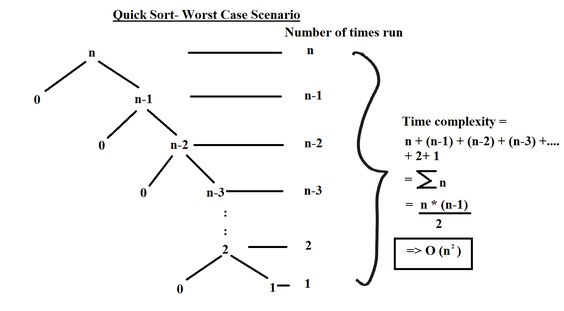 Quick Sort- Worst Case Scenario
Number of times run
n n
0 n-1 n-1
0 n-2 n-2
0 n-3 n-3
:
:
2 2
0 1 1
Time complexity =
n + (n-1) + (n-2) + (n-3) +....
+ 2+ 1
= ∑ n
= n * (n-1)
2
=> O (n²)